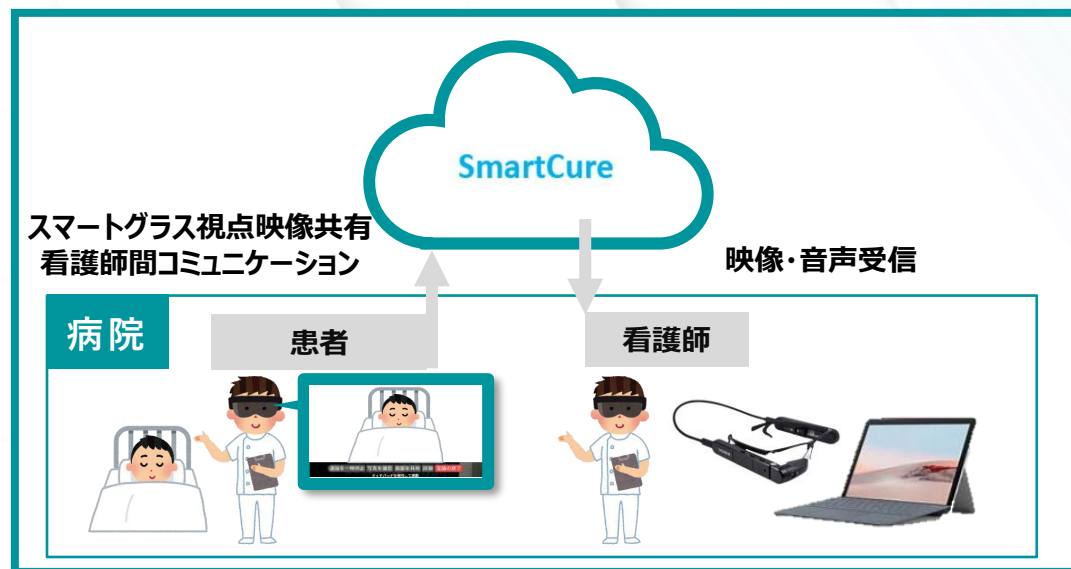 SmartCure
スマートグラス視点映像共有
看護師間コミュニケーション
映像・音声受信
病院
患者
看護師